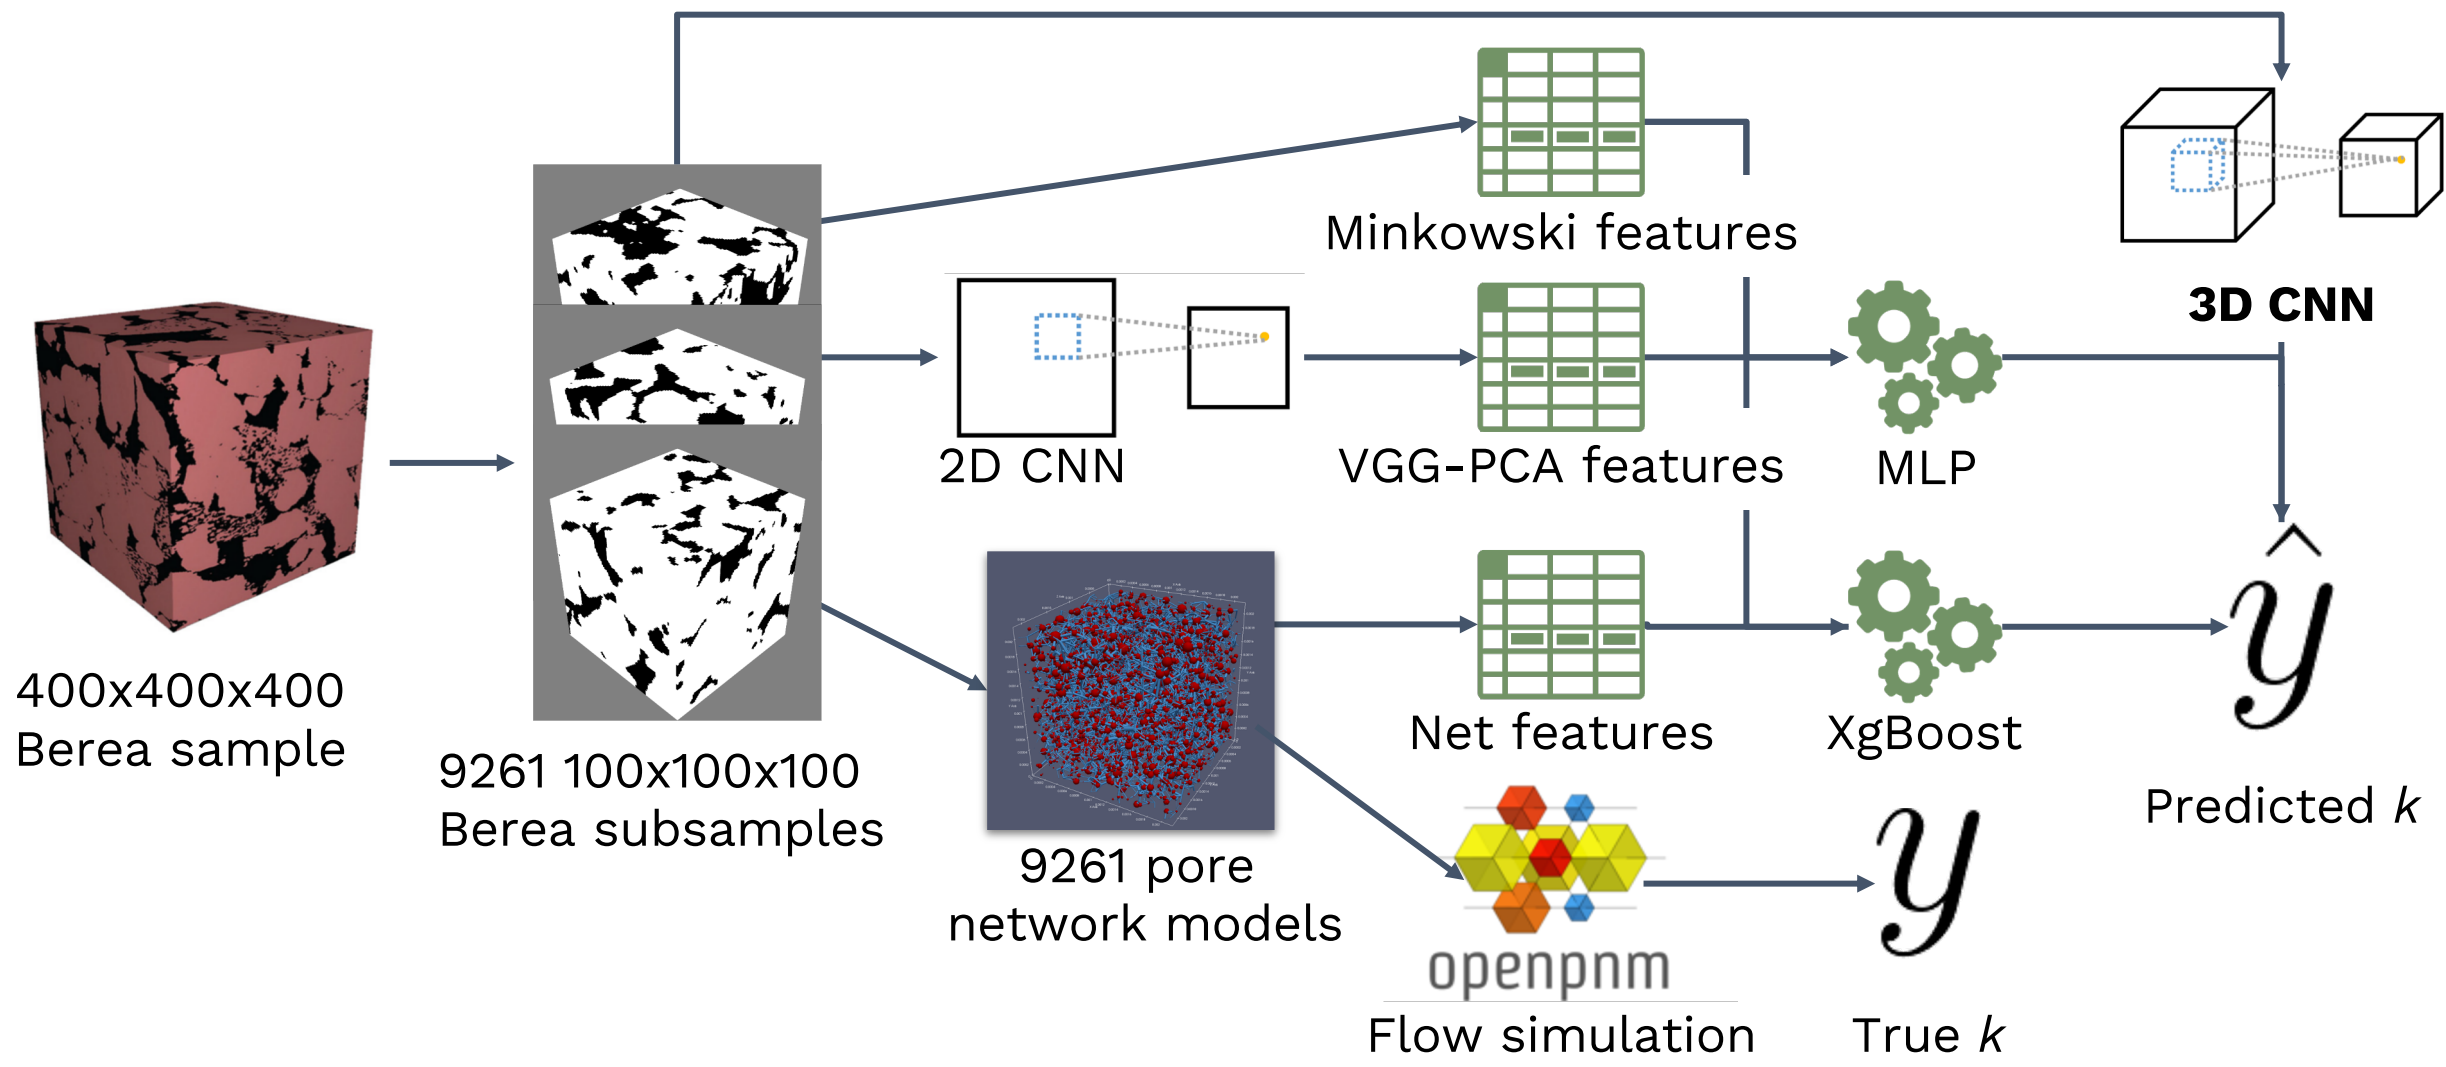 Minkowski features
3D CNN
2D CNN
VGG-PCA features
MLP
400x400x400
Berea sample
9261 100x100x100
Berea subsamples
9261 pore
network models
Net features
XgBoost
ŷ
Predicted k
openpnm
Flow simulation
y
True k